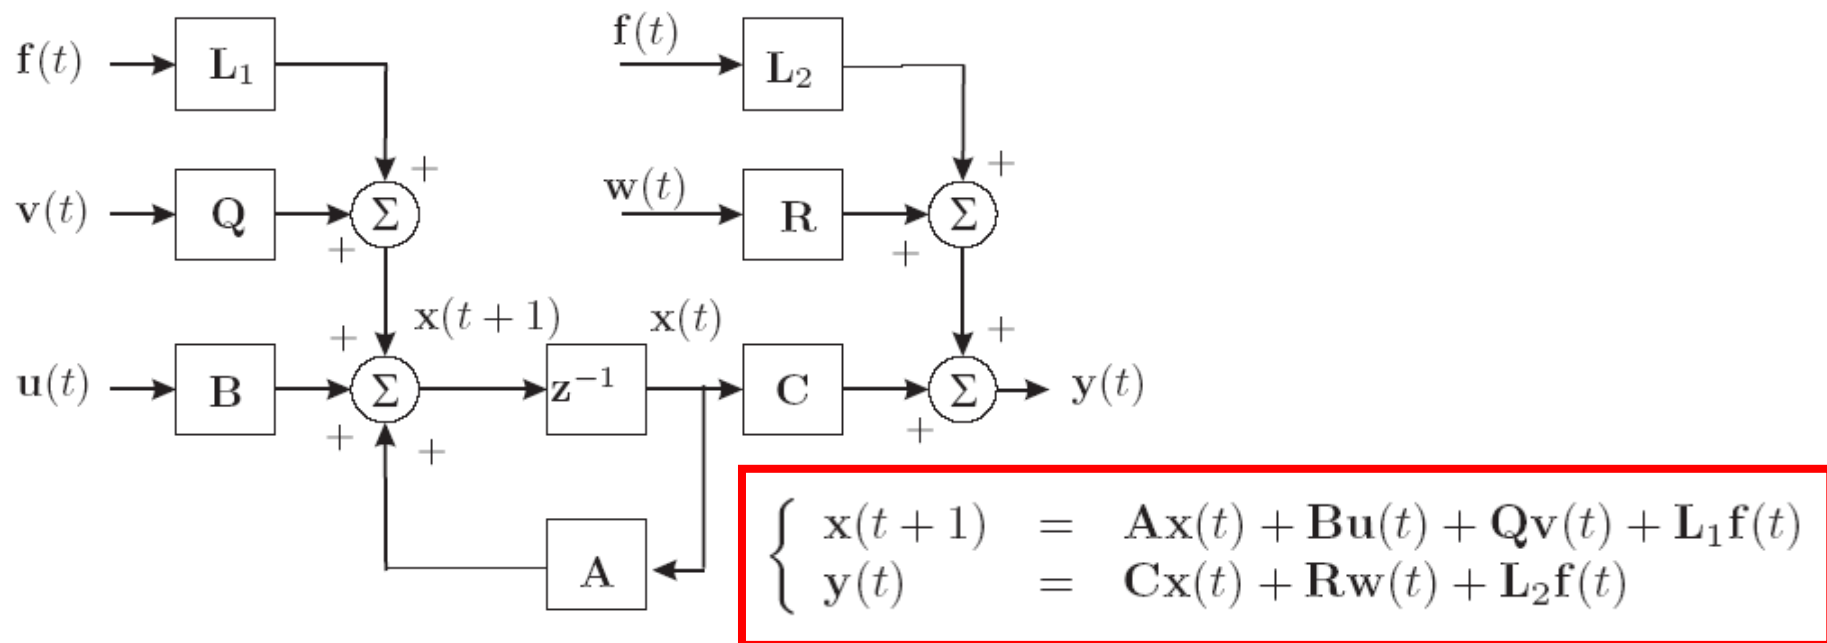 f(t) L₁ f(t) L₂
+ +
v(t) Q Σ w(t) R Σ
+ +
+ x(t + 1) x(t) +
u(t) B Σ z⁻¹ C Σ y(t)
+ + +
A
x(t + 1) = Ax(t) + Bu(t) + Qv(t) + L₁f(t)
y(t) = Cx(t) + Rw(t) + L₂f(t)